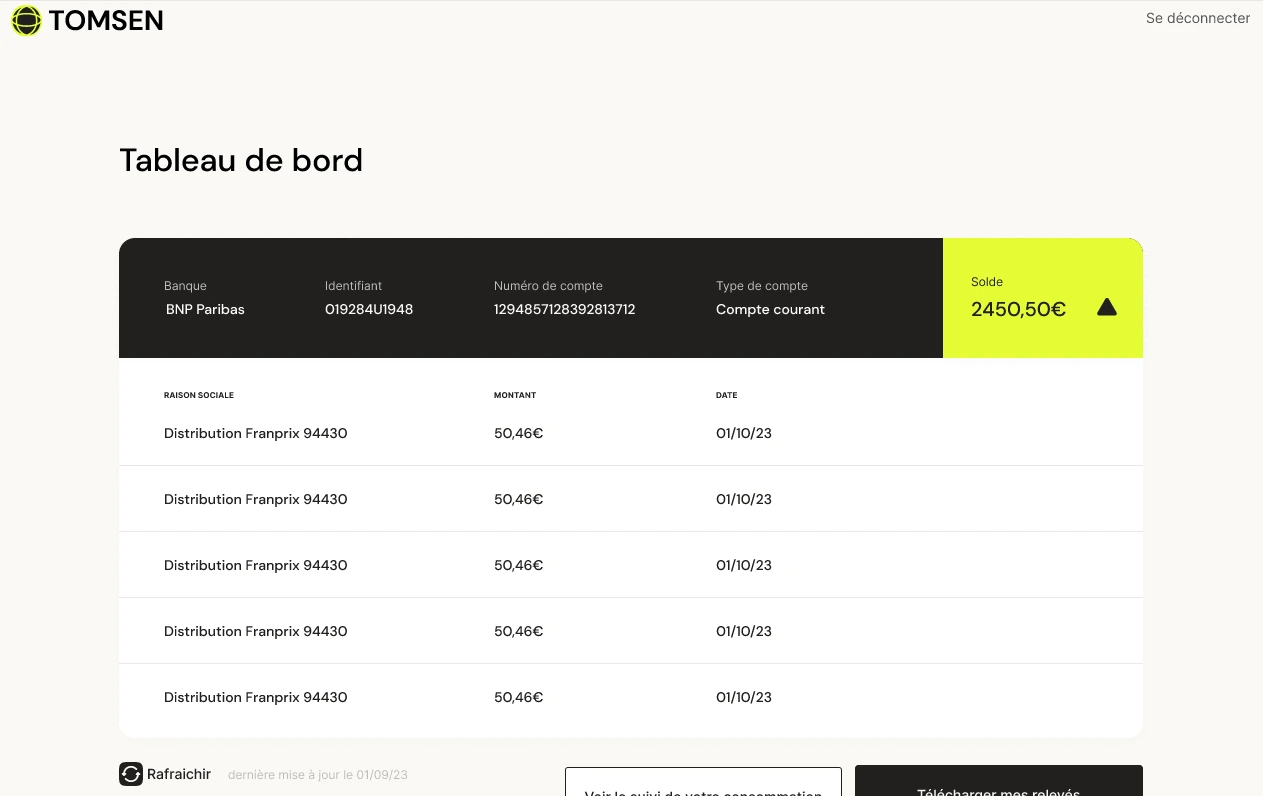 TOMSEN
Se déconnecter
Tableau de bord
Banque Identifiant Numéro de compte Type de compte Solde
BNP Paribas 019284U1948 1294857128392813712 Compte courant 2450,50€
RAISON SOCIALE MONTANT DATE
Distribution Franprix 94430 50,46€ 01/10/23
Distribution Franprix 94430 50,46€ 01/10/23
Distribution Franprix 94430 50,46€ 01/10/23
Distribution Franprix 94430 50,46€ 01/10/23
Distribution Franprix 94430 50,46€ 01/10/23
Rafraichir dernière mise à jour le 01/09/23
Voir le suivi de votre consommation Télécharger mes relevés